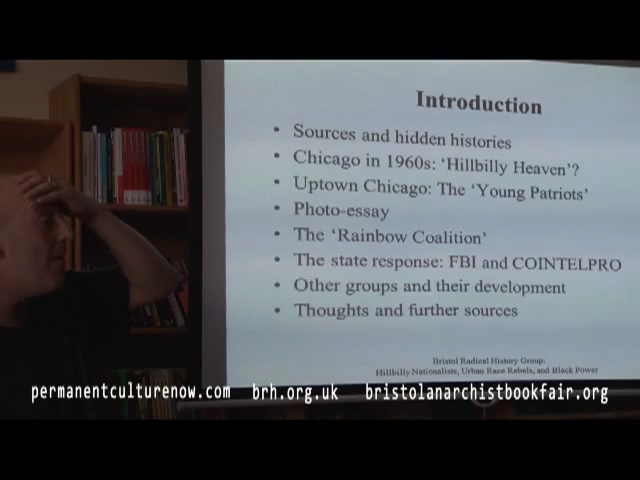 Introduction
• Sources and hidden histories
• Chicago in 1960s: ‘Hillbilly Heaven’?
• Uptown Chicago: The ‘Young Patriots’
• Photo-essay
• The ‘Rainbow Coalition’
• The state response: FBI and COINTELPRO
• Other groups and their development
• Thoughts and further sources
Bristol Radical History Group:
Hillbilly Nationalists, Urban Race Rebels, and Black Power
permanentculturenow.com brh.org.uk bristolanarchistbookfair.org